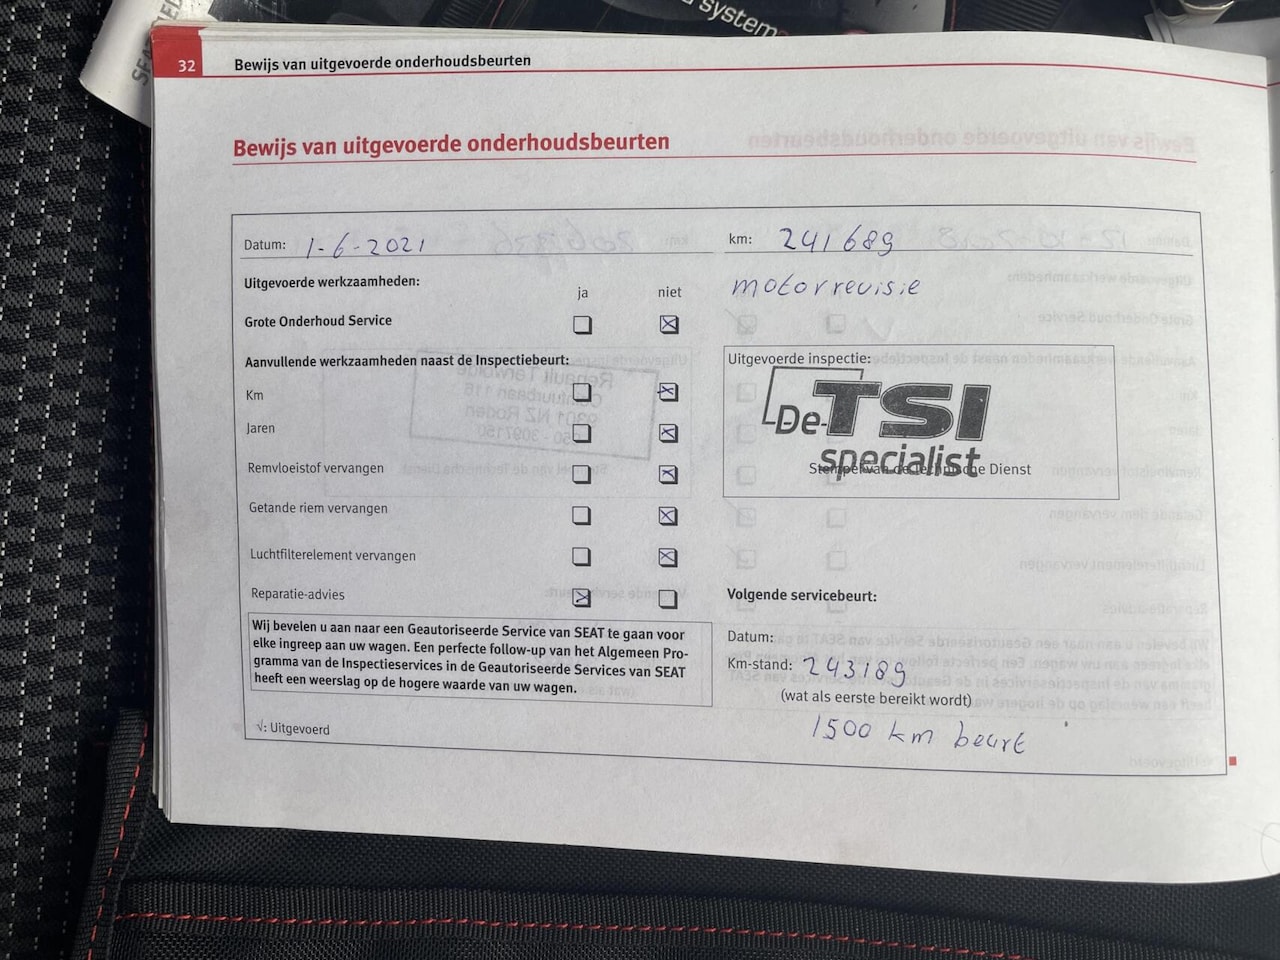 system
SEA
32 Bewijs van uitgevoerde onderhoudsbeurten
Bewijs van uitgevoerde onderhoudsbeurten
Datum: 1-6-2021
km: 241689
Uitgevoerde werkzaamheden:
motorrevisie
ja niet
Grote Onderhoud Service
Aanvullende werkzaamheden naast de Inspectiebeurt:
Km
Jaren
Remvloeistof vervangen
Getande riem vervangen
Luchtfilterelement vervangen
Reparatie-advies
Uitgevoerde inspectie:
De TSI
specialist
Stempel van de technische Dienst
Wij bevelen u aan naar een Geautoriseerde Service van SEAT te gaan voor
elke ingreep aan uw wagen. Een perfecte follow-up van het Algemeen Pro-
gramma van de Inspectieservices in de Geautoriseerde Services van SEAT
heeft een weerslag op de hogere waarde van uw wagen.
√: Uitgevoerd
Volgende servicebeurt:
Datum:
Km-stand: 243189
(wat als eerste bereikt wordt)
1500 km beurt